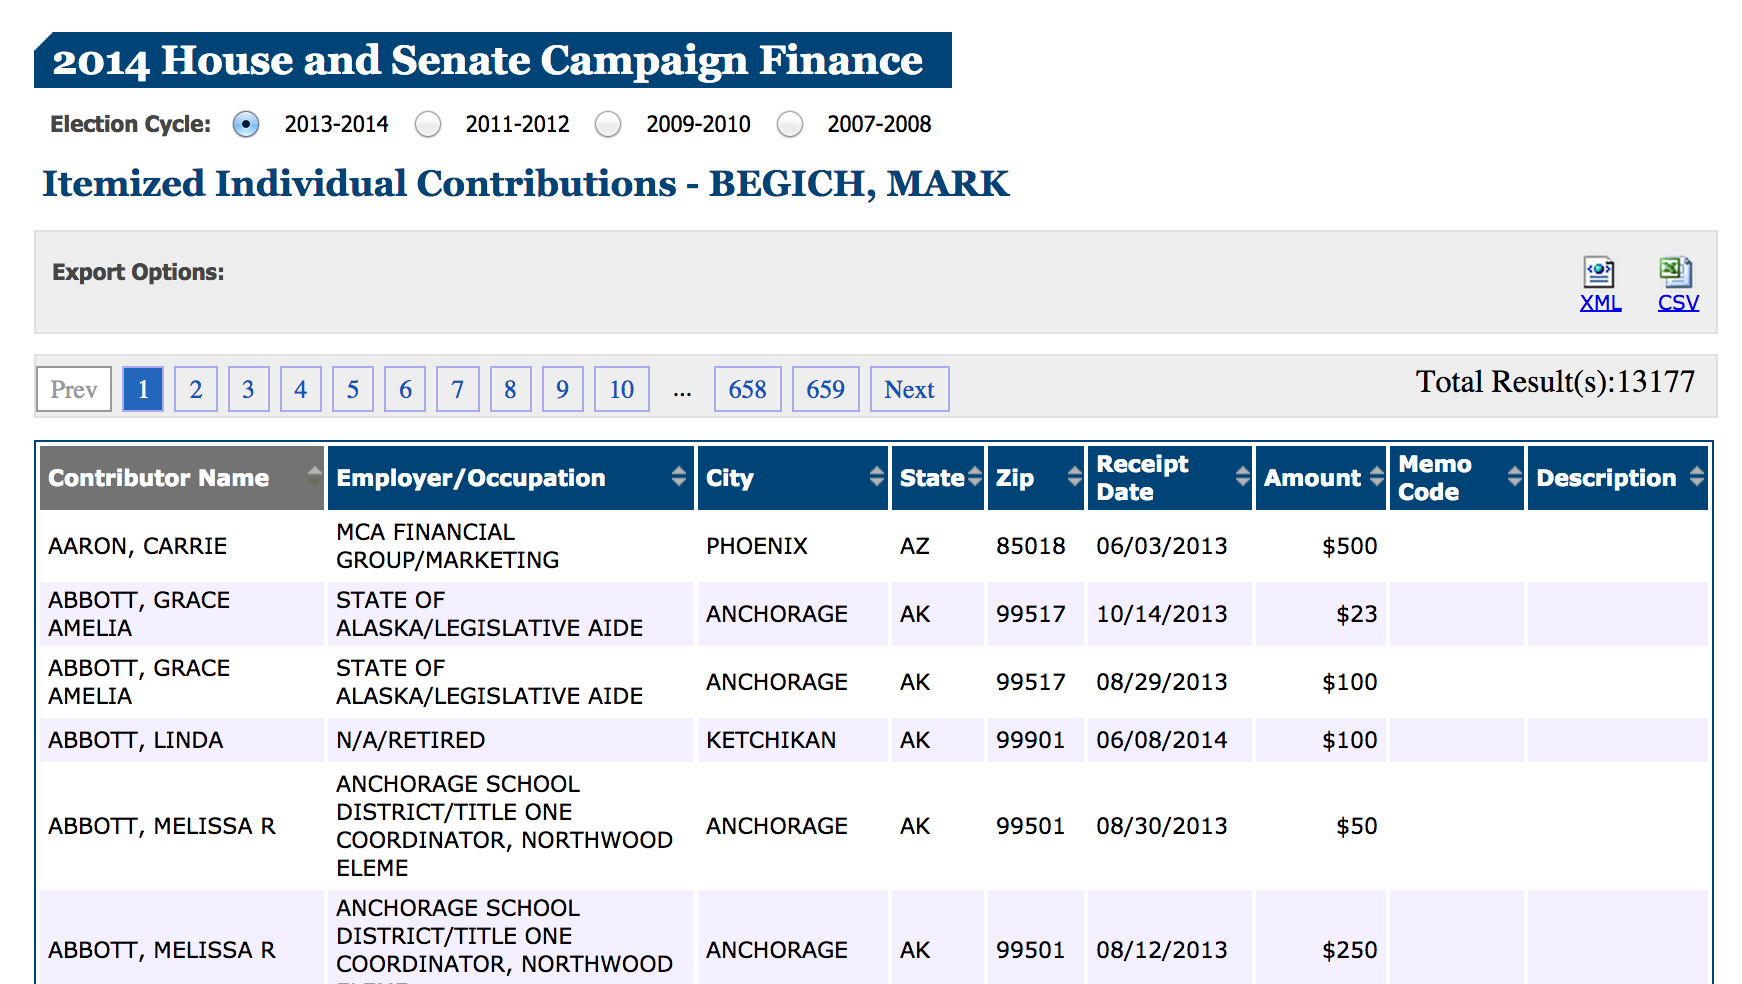 2014 House and Senate Campaign Finance
Election Cycle: 2013-2014 2011-2012 2009-2010 2007-2008
Itemized Individual Contributions - BEGICH, MARK
Export Options:
XML CSV
Prev 1 2 3 4 5 6 7 8 9 10 ... 658 659 Next Total Result(s):13177
Contributor Name Employer/Occupation City State Zip Receipt Date Amount Memo Code Description
AARON, CARRIE MCA FINANCIAL GROUP/MARKETING PHOENIX AZ 85018 06/03/2013 $500
ABBOTT, GRACE AMELIA STATE OF ALASKA/LEGISLATIVE AIDE ANCHORAGE AK 99517 10/14/2013 $23
ABBOTT, GRACE AMELIA STATE OF ALASKA/LEGISLATIVE AIDE ANCHORAGE AK 99517 08/29/2013 $100
ABBOTT, LINDA N/A/RETIRED KETCHIKAN AK 99901 06/08/2014 $100
ABBOTT, MELISSA R ANCHORAGE SCHOOL DISTRICT/TITLE ONE COORDINATOR, NORTHWOOD ELEME ANCHORAGE AK 99501 08/30/2013 $50
ABBOTT, MELISSA R ANCHORAGE SCHOOL DISTRICT/TITLE ONE COORDINATOR, NORTHWOOD ANCHORAGE AK 99501 08/12/2013 $250